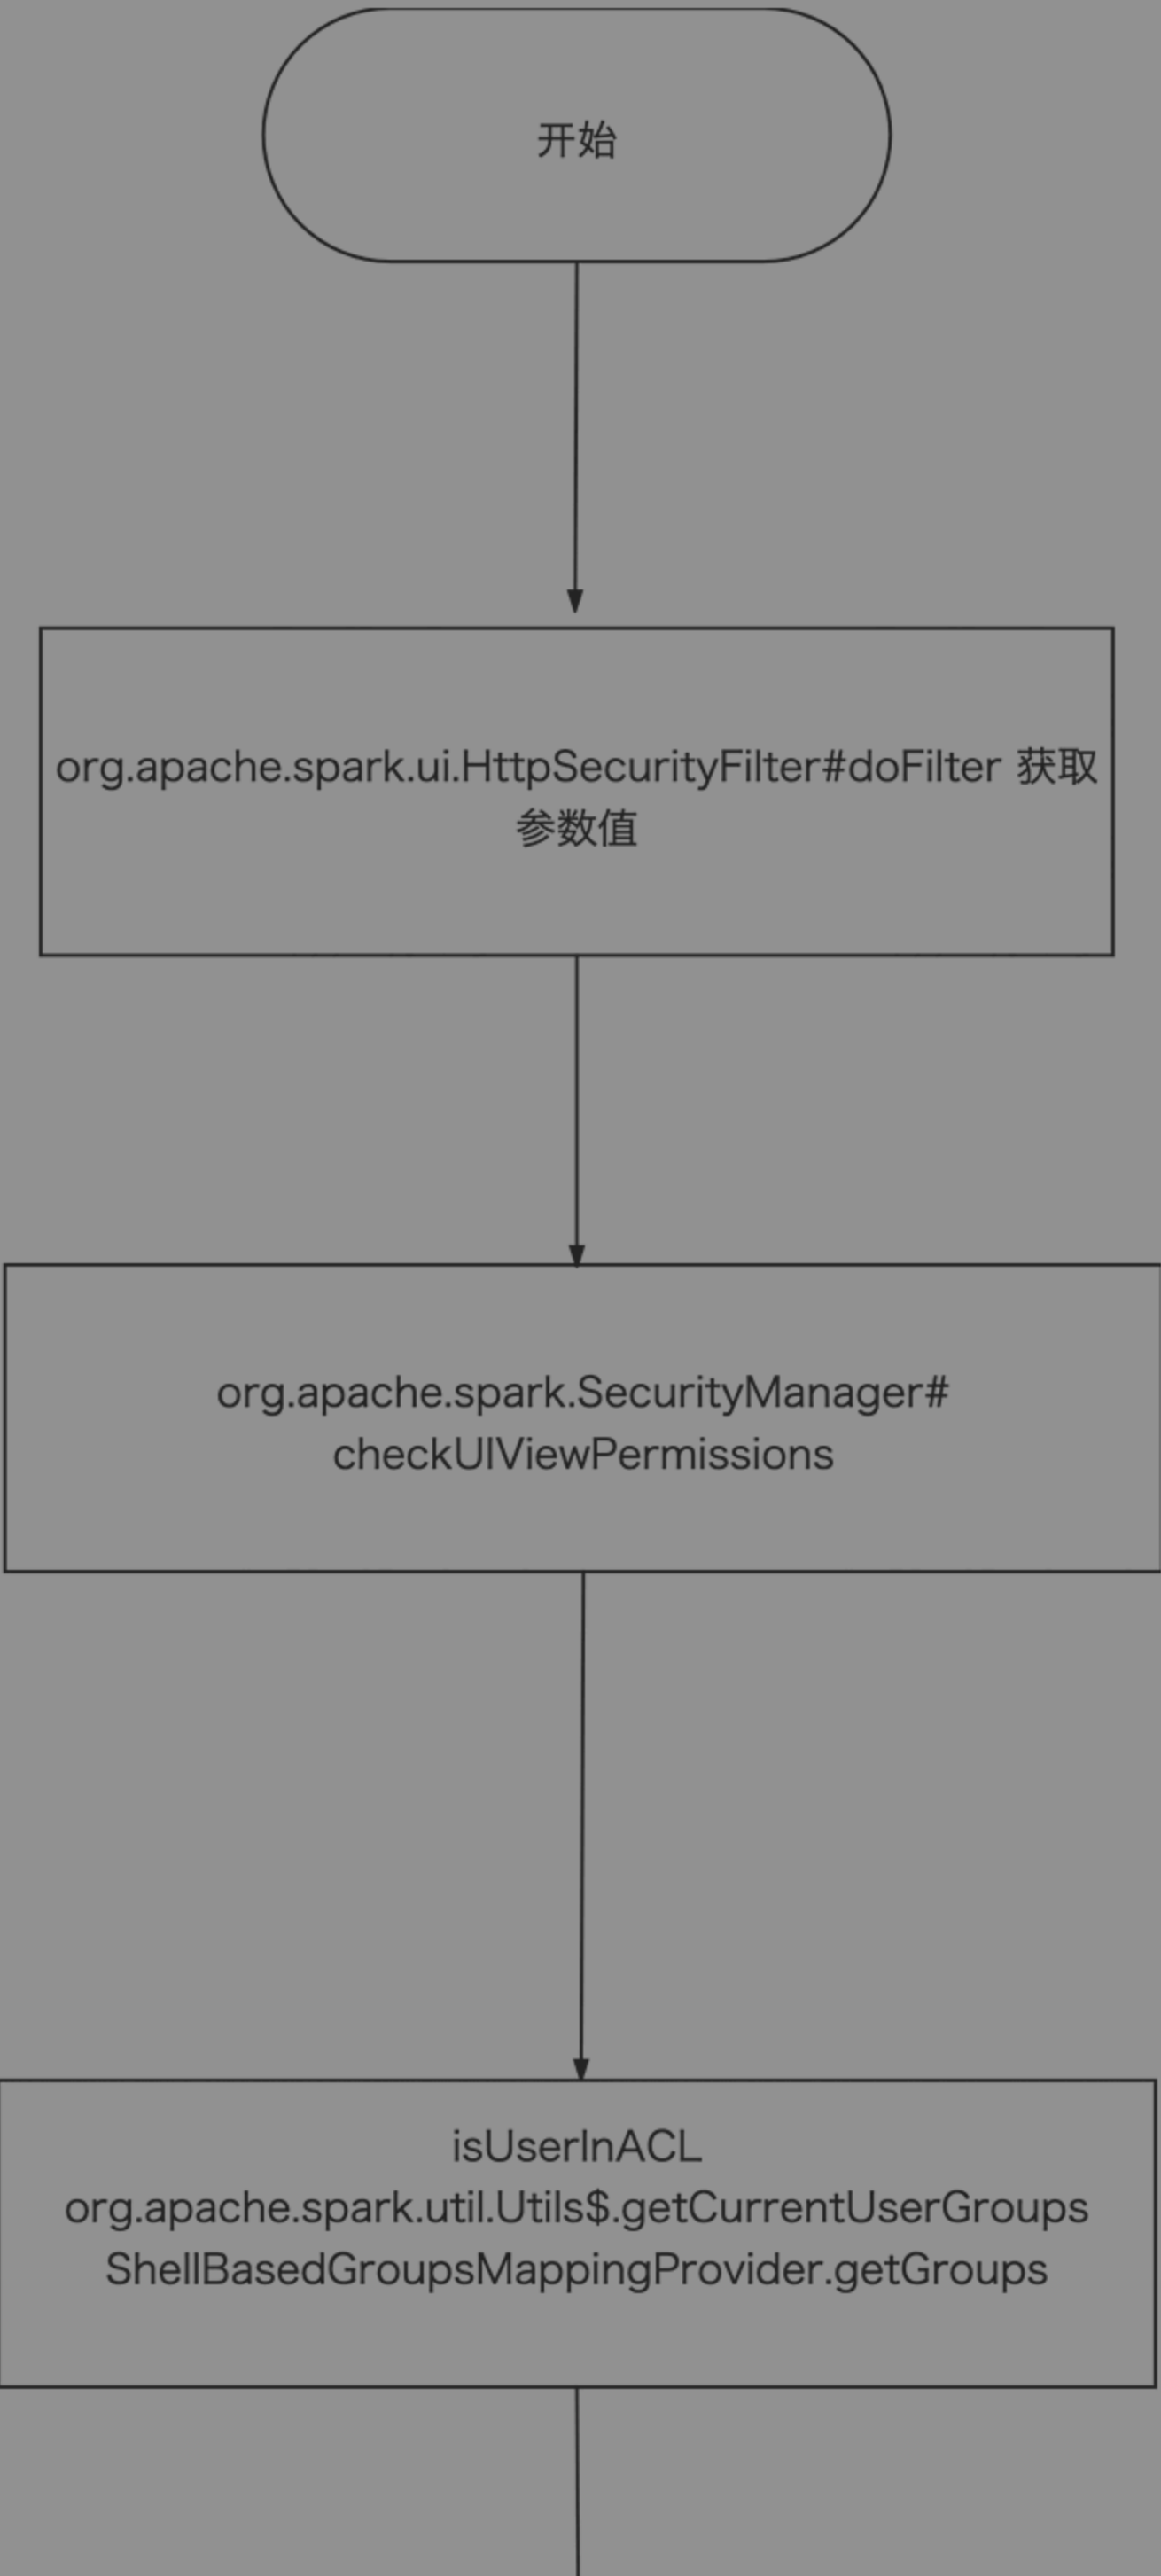 开始
org.apache.spark.ui.HttpSecurityFilter#doFilter 获取
参数值
org.apache.spark.SecurityManager#
checkUIViewPermissions
isUserInACL
org.apache.spark.util.Utils$.getCurrentUserGroups
ShellBasedGroupsMappingProvider.getGroups